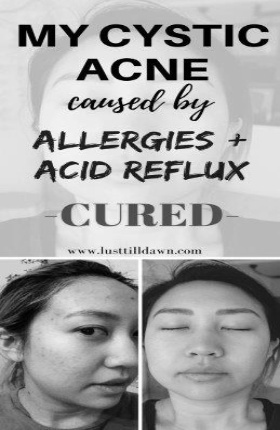 MY CYSTIC
ACNE
caused by
ALLERGIES +
ACID REFLUX
-CURED-
www.lusttilldawn.com